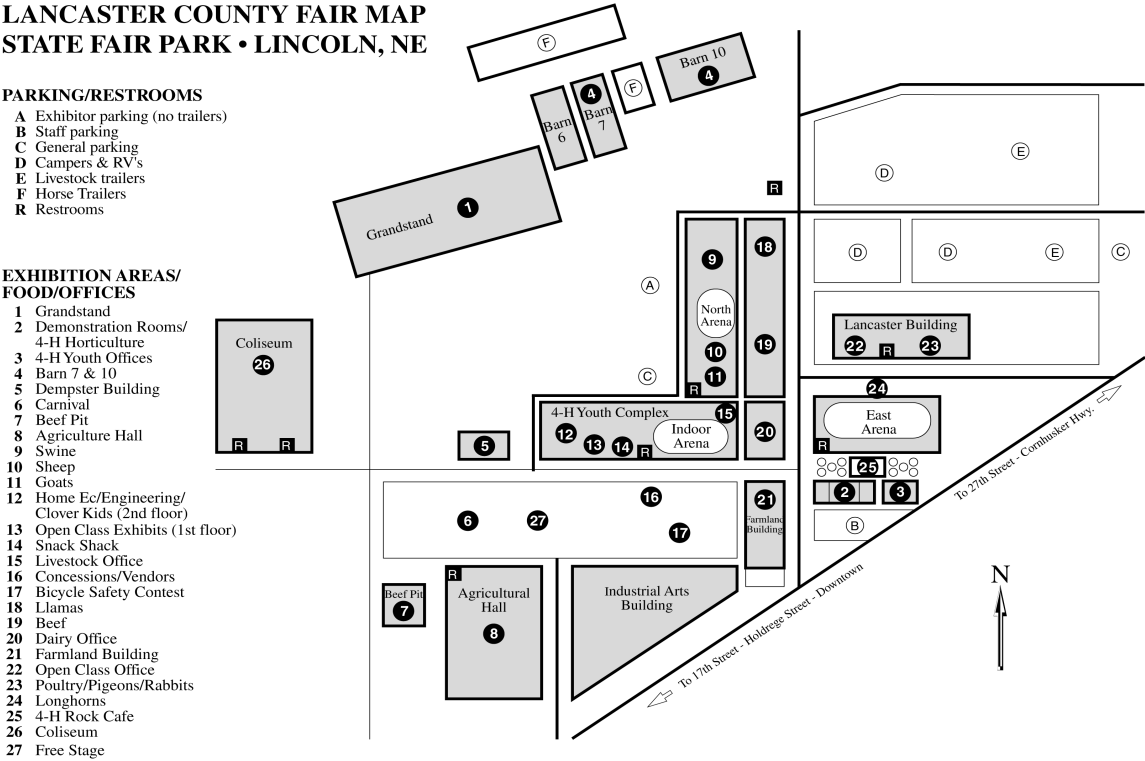 LANCASTER COUNTY FAIR MAP
STATE FAIR PARK • LINCOLN, NE
PARKING/RESTROOMS
A Exhibitor parking (no trailers)
B Staff parking
C General parking
D Campers & RV's
E Livestock trailers
F Horse Trailers
R Restrooms
EXHIBITION AREAS/
FOOD/OFFICES
1 Grandstand
2 Demonstration Rooms/
4-H Horticulture
3 4-H Youth Offices
4 Barn 7 & 10
5 Dempster Building
6 Carnival
7 Beef Pit
8 Agriculture Hall
9 Swine
10 Sheep
11 Goats
12 Home Ec/Engineering/
Clover Kids (2nd floor)
13 Open Class Exhibits (1st floor)
14 Snack Shack
15 Livestock Office
16 Concessions/Vendors
17 Bicycle Safety Contest
18 Llamas
19 Beef
20 Dairy Office
21 Farmland Building
22 Open Class Office
23 Poultry/Pigeons/Rabbits
24 Longhorns
25 4-H Rock Cafe
26 Coliseum
27 Free Stage
F
Barn 10
4
F
4
Barn
7
Barn
6
Grandstand
1
R
E
D
D
D
E
C
A
C
9
North
Arena
10
11
R
18
19
Lancaster Building
22
R
23
Coliseum
26
R
R
5
4-H Youth Complex
15
12
13
14
R
Indoor
Arena
20
24
East
Arena
R
25
2
3
B
6
27
16
17
21
Farmland
Building
Beef Pit
7
R
Agricultural
Hall
8
Industrial Arts
Building
To 27th Street - Cornhusker Hwy.
To 17th Street - Holdrege Street - Downtown
N